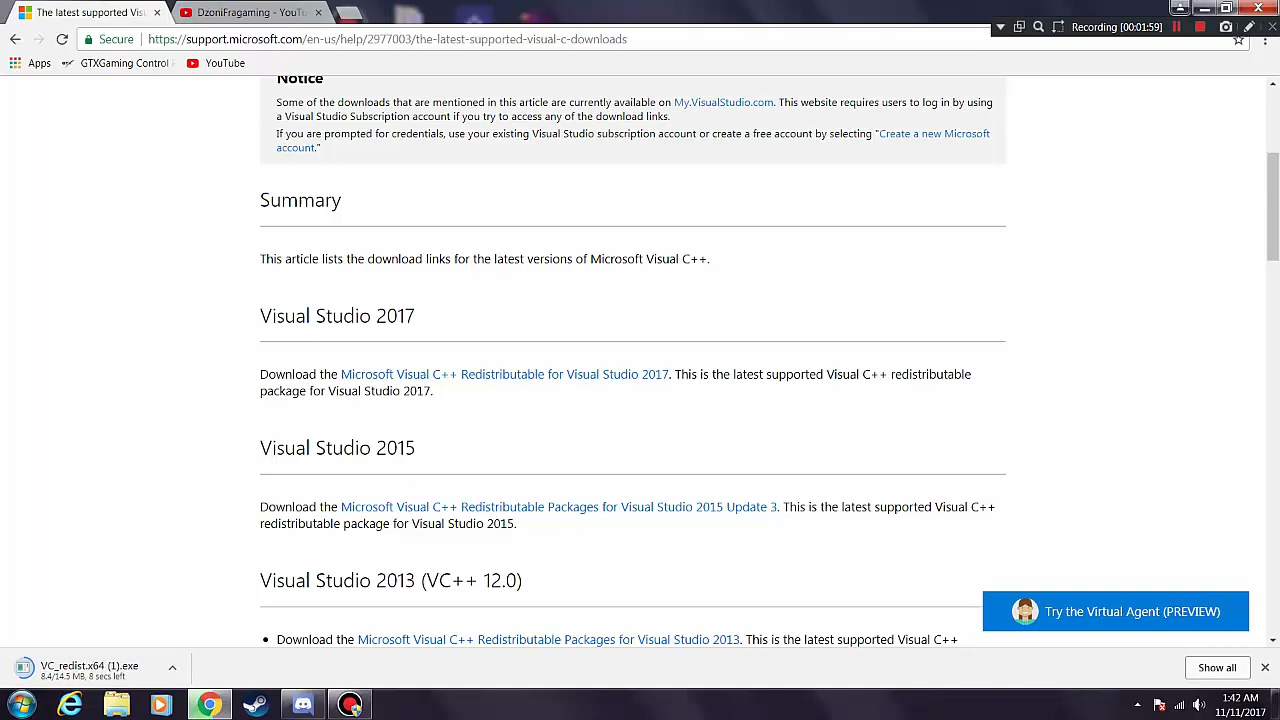 The latest supported Visu
DzoniFragaming - YouTu
Secure
https://support.microsoft.com/en-us/help/2977003/the-latest-supported-visual-c-downloads
Recording [00:01:59]
Apps
GTXGaming Control
YouTube
Notice
Some of the downloads that are mentioned in this article are currently available on My.VisualStudio.com. This website requires users to log in by using
a Visual Studio Subscription account if you try to access any of the download links.
If you are prompted for credentials, use your existing Visual Studio subscription account or create a free account by selecting "Create a new Microsoft
account."
Summary
This article lists the download links for the latest versions of Microsoft Visual C++.
Visual Studio 2017
Download the Microsoft Visual C++ Redistributable for Visual Studio 2017. This is the latest supported Visual C++ redistributable
package for Visual Studio 2017.
Visual Studio 2015
Download the Microsoft Visual C++ Redistributable Packages for Visual Studio 2015 Update 3. This is the latest supported Visual C++
redistributable package for Visual Studio 2015.
Visual Studio 2013 (VC++ 12.0)
Try the Virtual Agent (PREVIEW)
• Download the Microsoft Visual C++ Redistributable Packages for Visual Studio 2013. This is the latest supported Visual C++
VC_redist.x64 (1).exe
8.4/14.5 MB, 8 secs left
Show all
1:42 AM
11/11/2017